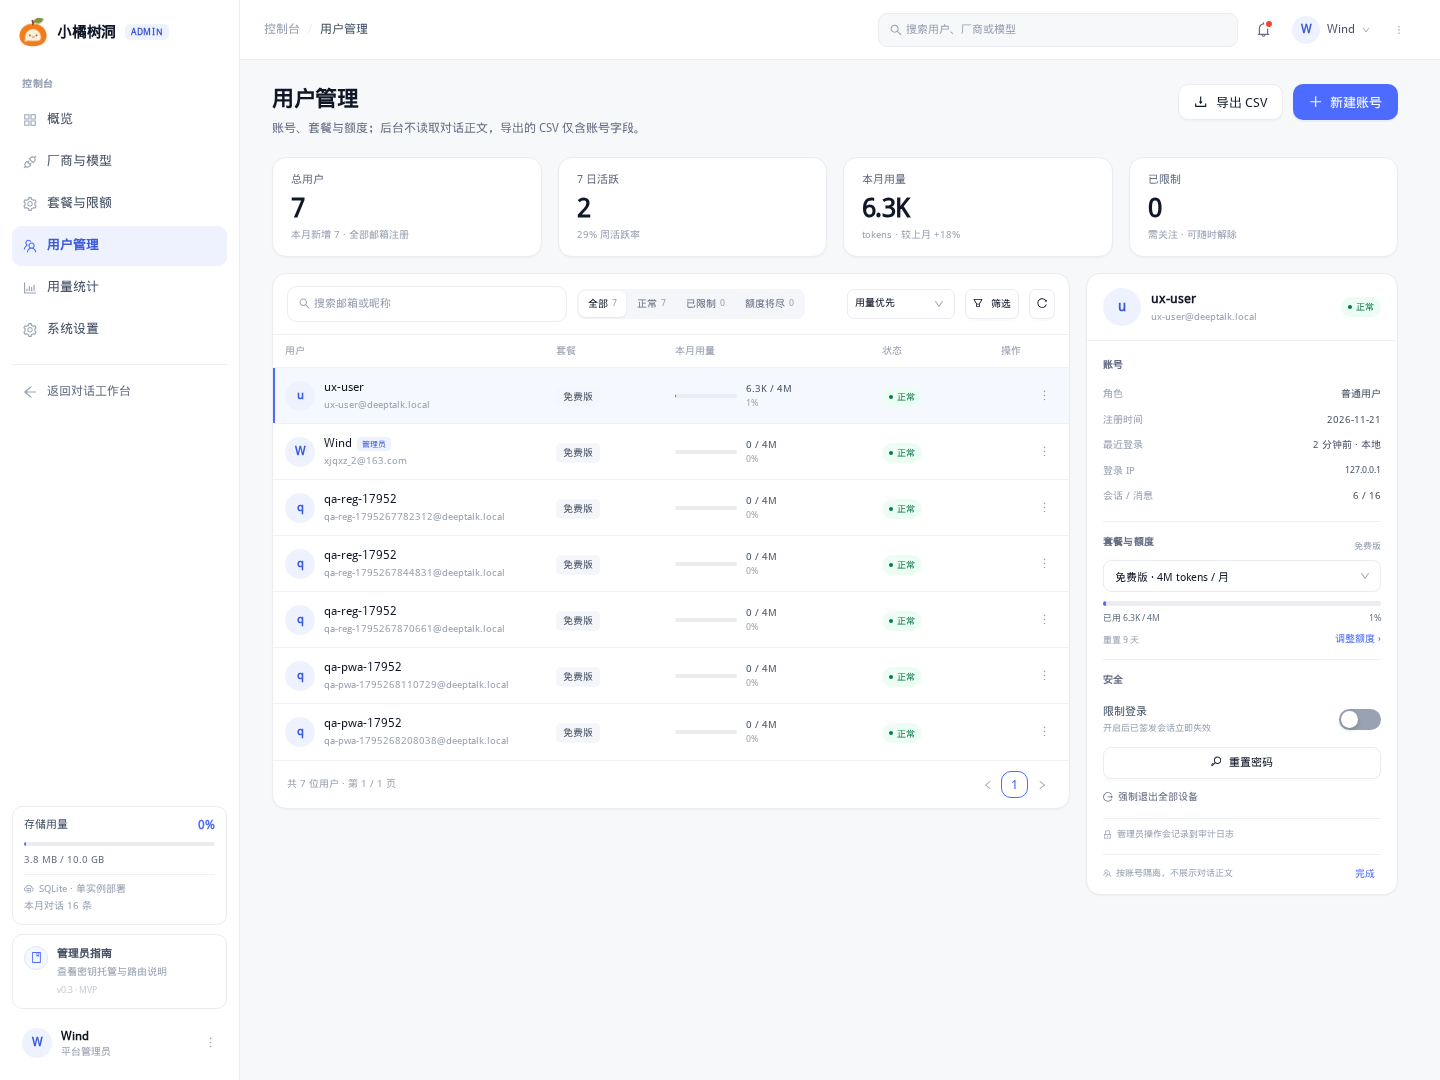 小橘树洞 ADMIN
控制台
概览
厂商与模型
套餐与限额
用户管理
用量统计
系统设置
返回对话工作台
存储用量 0%
3.8 MB / 10.0 GB
SQLite · 单实例部署
本月对话 16 条
管理员指南
查看密钥托管与路由说明
v0.3 · MVP
W Wind
平台管理员
控制台 / 用户管理
搜索用户、厂商或模型
W Wind
用户管理
账号、套餐与额度；后台不读取对话正文，导出的 CSV 仅含账号字段。
导出 CSV
新建账号
总用户
7
本月新增 7 · 全部邮箱注册
7 日活跃
2
29% 周活跃率
本月用量
6.3K
tokens · 较上月 +18%
已限制
0
需关注 · 可随时解除
搜索邮箱或昵称
全部 7 正常 7 已限制 0 额度将尽 0
用量优先
筛选
用户 套餐 本月用量 状态 操作
u ux-user 免费版 6.3K / 4M 正常
ux-user@deeptalk.local 1%
W Wind 管理员 免费版 0 / 4M 正常
xjqxz_2@163.com 0%
q qa-reg-17952 免费版 0 / 4M 正常
qa-reg-1795267782312@deeptalk.local 0%
q qa-reg-17952 免费版 0 / 4M 正常
qa-reg-1795267844831@deeptalk.local 0%
q qa-reg-17952 免费版 0 / 4M 正常
qa-reg-1795267870661@deeptalk.local 0%
q qa-pwa-17952 免费版 0 / 4M 正常
qa-pwa-1795268110729@deeptalk.local 0%
q qa-pwa-17952 免费版 0 / 4M 正常
qa-pwa-1795268208038@deeptalk.local 0%
共 7 位用户 · 第 1 / 1 页
1
u ux-user 正常
ux-user@deeptalk.local
账号
角色 普通用户
注册时间 2026-11-21
最近登录 2 分钟前 · 本地
登录 IP 127.0.0.1
会话 / 消息 6 / 16
套餐与额度 免费版
免费版 · 4M tokens / 月
已用 6.3K / 4M 1%
重置 9 天 调整额度 ›
安全
限制登录
开启后已签发会话立即失效
重置密码
强制退出全部设备
管理员操作会记录到审计日志
按账号隔离，不展示对话正文 完成